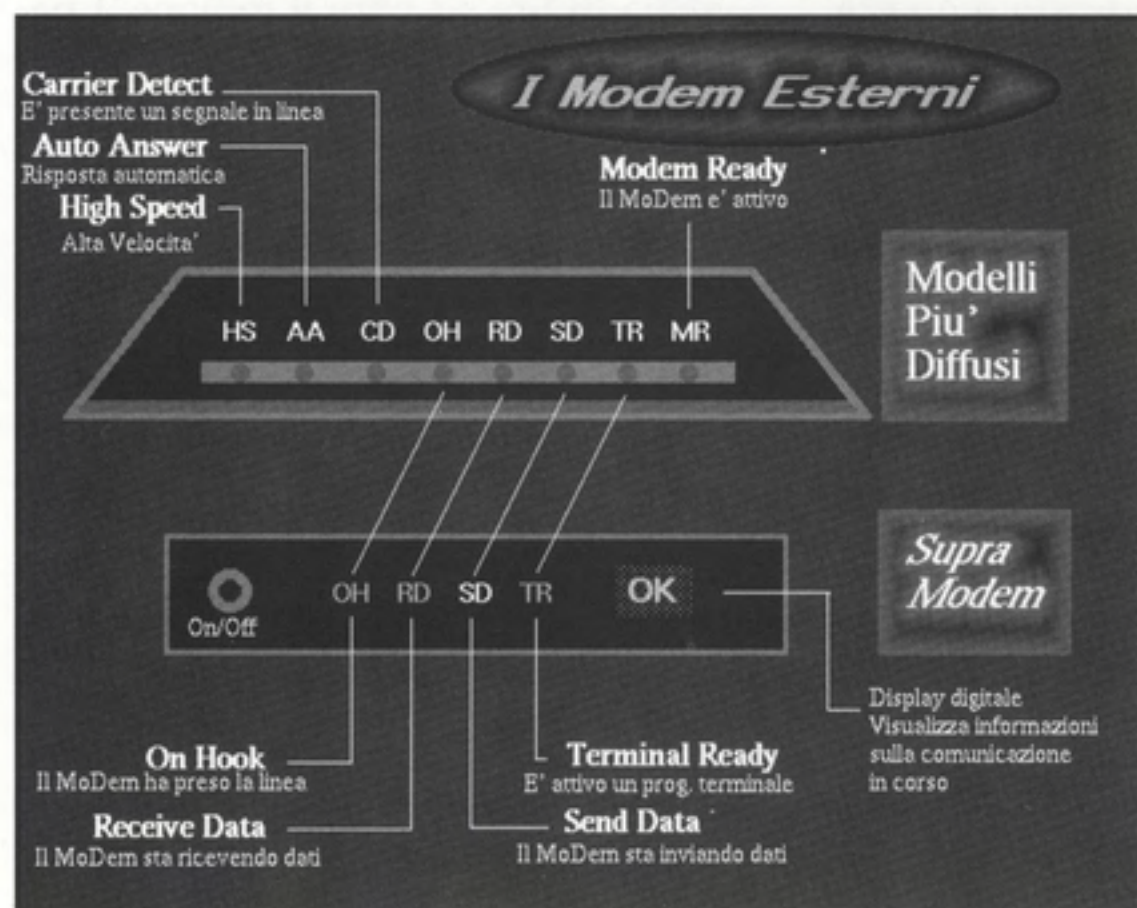 I Modem Esterni
Carrier Detect
E' presente un segnale in linea
Auto Answer
Risposta automatica
High Speed
Alta Velocita'
Modem Ready
Il MoDem e' attivo
HS AA CD OH RD SD TR MR
Modelli
Piu'
Diffusi
OH RD SD TR OK
On/Off
Supra
Modem
Display digitale
Visualizza informazioni
sulla comunicazione
in corso
On Hook
Il MoDem ha preso la linea
Terminal Ready
E' attivo un prog. terminale
Receive Data
Il MoDem sta ricevendo dati
Send Data
Il MoDem sta inviando dati